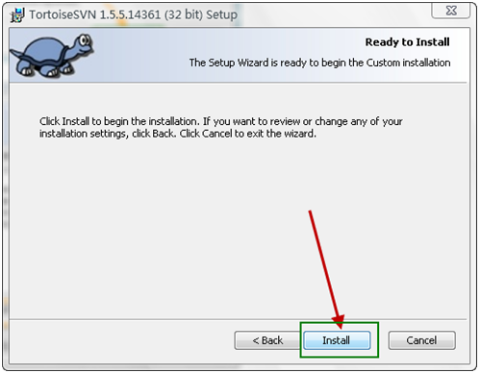 TortoiseSVN 1.5.5.14361 (32 bit) Setup
Ready to Install
The Setup Wizard is ready to begin the Custom installation
Click Install to begin the installation. If you want to review or change any of your
installation settings, click Back. Click Cancel to exit the wizard.
< Back Install Cancel